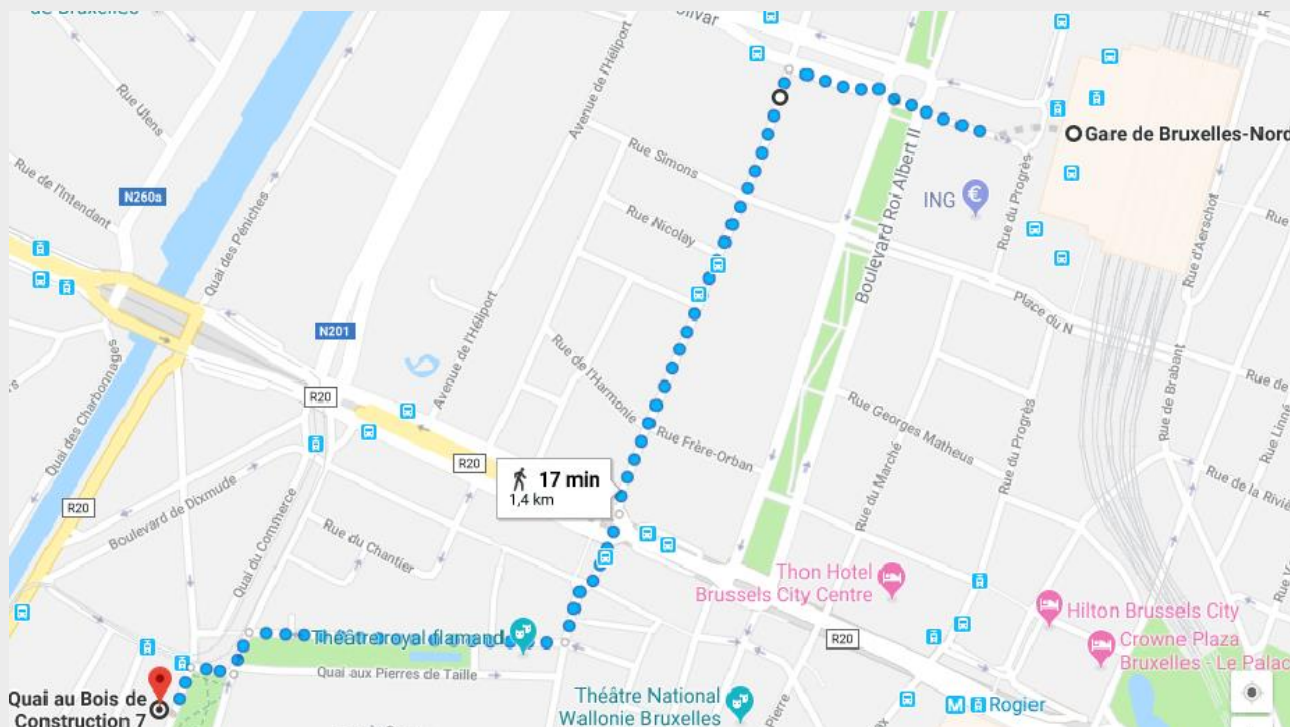 de Bruxelles
olivar
Rue Ulens
Avenue de l'Héliport
Gare de Bruxelles-Nord
Rue Simons
Boulevard Roi Albert II
Rue de l'Intendant
N260a
Quai des Péniches
ING
Rue du Progrès
Rue d'Aerschot
Rue Nicolay
Place du N
N201
Avenue de l'Héliport
Rue de l'Harmonie
Rue de Brabant
Rue de
Quai des Charbonnages
R20
Rue Georges Matheus
Rue Linné
Rue Frère-Orban
Rue du Marché
Rue du Progrès
R20
17 min
1,4 km
Rue de la Riviè
R20
Boulevard de Dixmude
Quai du Commerce
Rue du Chantier
Thon Hotel
Brussels City Centre
Hilton Brussels City
R20
Théâtre royal flamand
Crowne Plaza
Bruxelles - Le Palac
Quai aux Pierres de Taille
Quai au Bois de
Construction 7
Théâtre National
Wallonie Bruxelles
Pierre
M
Rogier